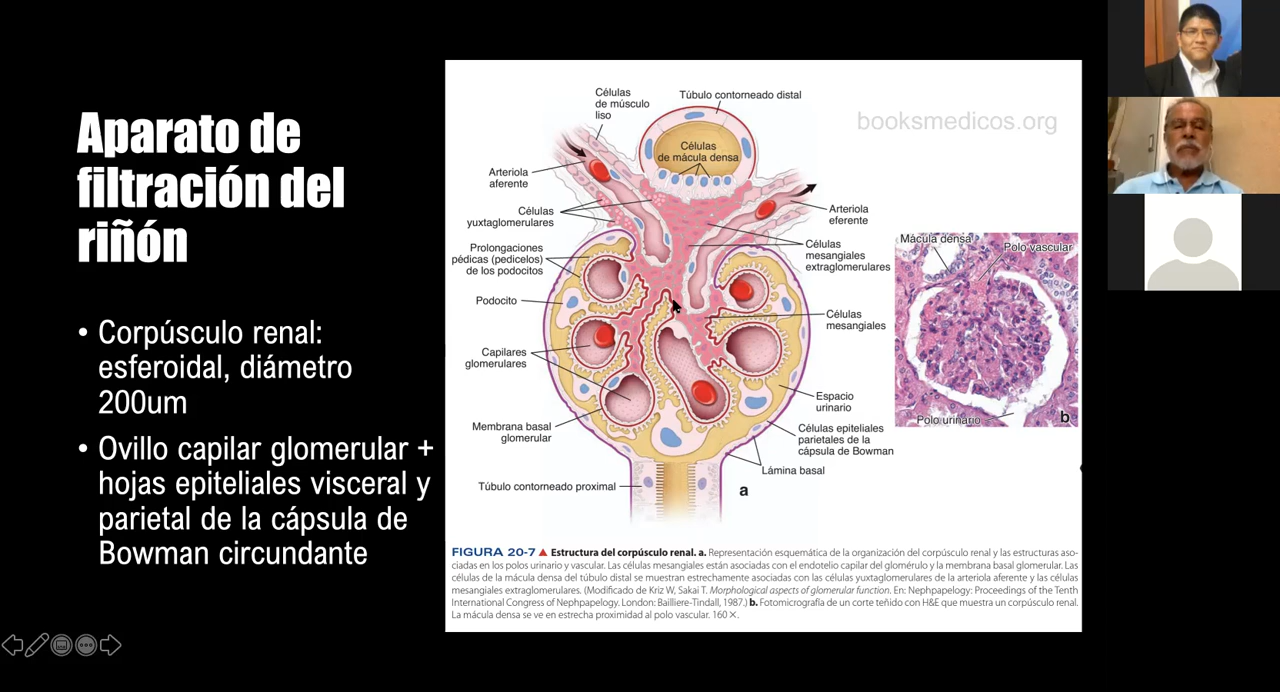 Aparato de
filtración del
riñón
• Corpúsculo renal:
esferoidal, diámetro
200um
• Ovillo capilar glomerular +
hojas epiteliales visceral y
parietal de la cápsula de
Bowman circundante
booksmedicos.org
Células
de músculo
liso
Túbulo contorneado distal
Células
de mácula densa
Arteriola
aferente
Células
yuxtaglomerulares
Prolongaciones
pédicas (pedicelos)
de los podocitos
Podocito
Capilares
glomerulares
Membrana basal
glomerular
Túbulo contorneado proximal
Arteriola
eferente
Células
mesangiales
extraglomerulares
Células
mesangiales
Espacio
urinario
Células epiteliales
parietales de la
cápsula de Bowman
Lámina basal
a
Mácula densa
Polo vascular
Polo urinario
b
FIGURA 20-7 ▲ Estructura del corpúsculo renal. a. Representación esquemática de la organización del corpúsculo renal y las estructuras aso-
ciadas en los polos urinario y vascular. Las células mesangiales están asociadas con el endotelio capilar del glomérulo y la membrana basal glomerular. Las
células de la mácula densa del túbulo distal se muestran estrechamente asociadas con las células yuxtaglomerulares de la arteriola aferente y las células
mesangiales extraglomerulares. (Modificado de Kriz W, Sakai T. Morphological aspects of glomerular function. En: Nephpapelogy: Proceedings of the Tenth
International Congress of Nephpapelogy. London: Bailliere-Tindall, 1987.) b. Fotomicrografía de un corte teñido con H&E que muestra un corpúsculo renal.
La mácula densa se ve en estrecha proximidad al polo vascular. 160 ×.